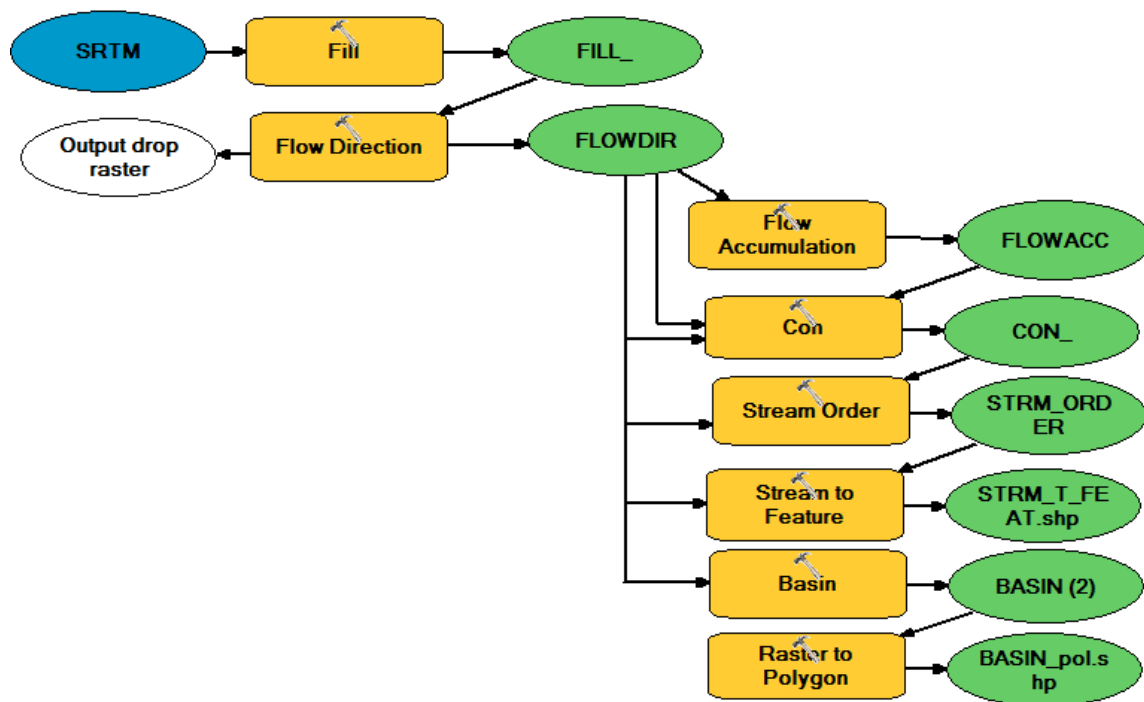 SRTM
Fill
FILL_
Output drop
raster
Flow Direction
FLOWDIR
Flow
Accumulation
FLOWACC
Con
CON_
Stream Order
STRM_ORD
ER
Stream to
Feature
STRM_T_FE
AT.shp
Basin
BASIN (2)
Raster to
Polygon
BASIN_pol.s
hp